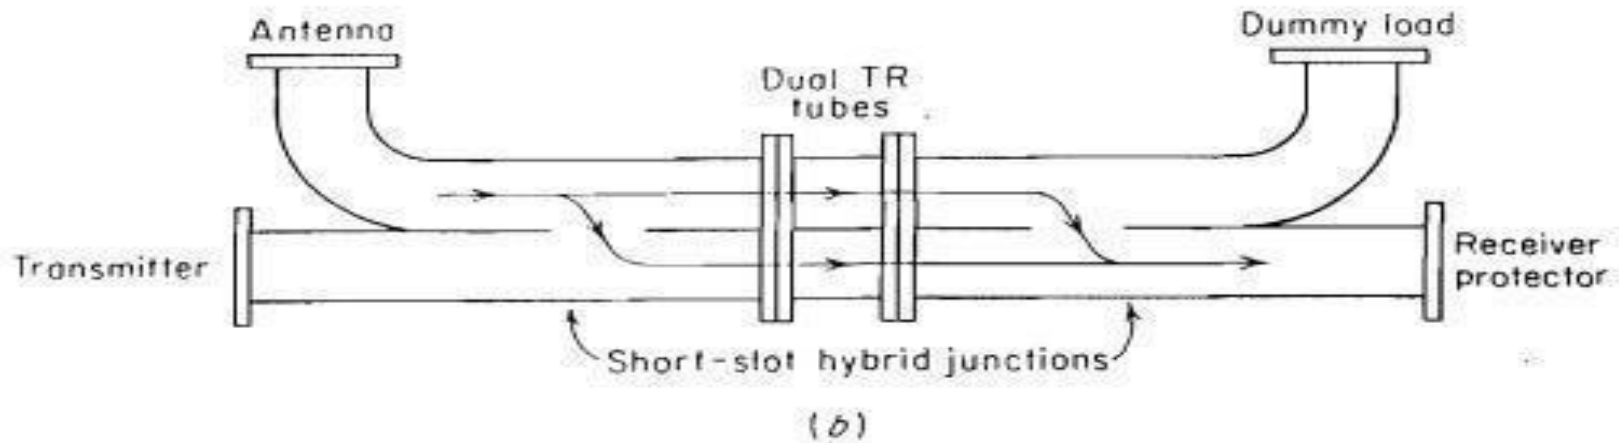 Antenna
Dual TR
tubes
Dummy load
Transmitter
Receiver
protector
Short-slot hybrid junctions
(b)